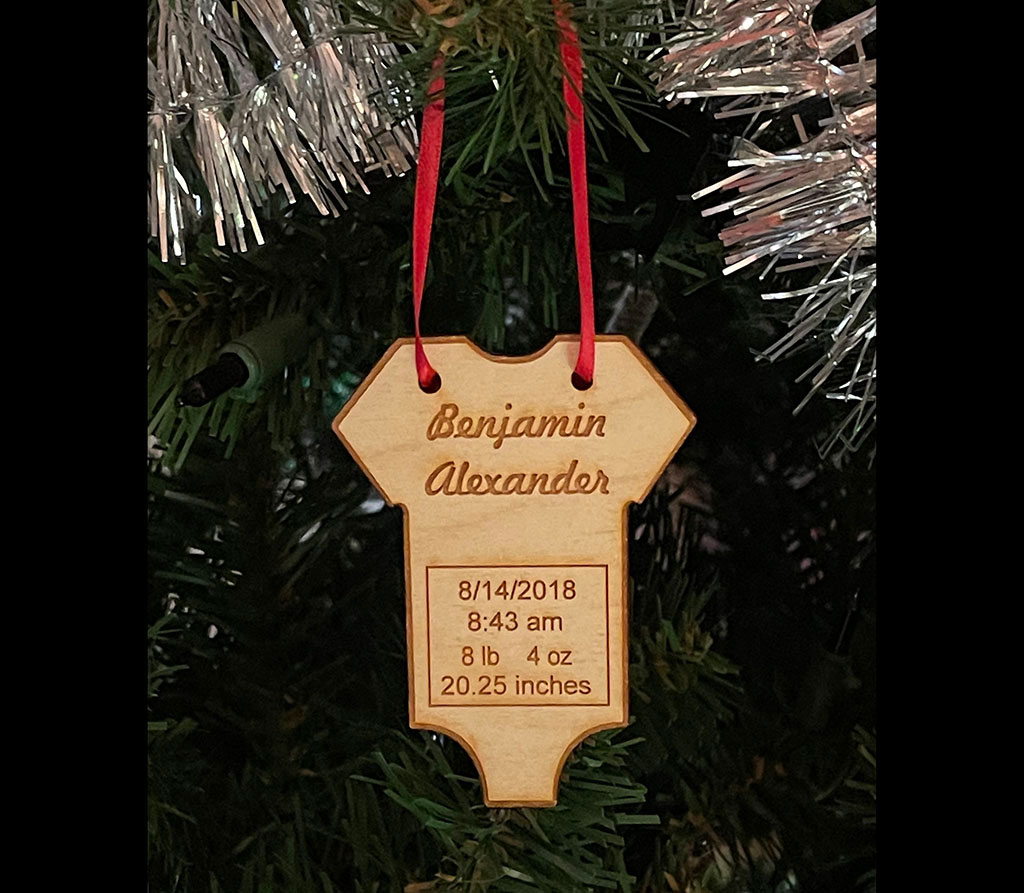 Benjamin
Alexander
8/14/2018
8:43 am
8 lb 4 oz
20.25 inches